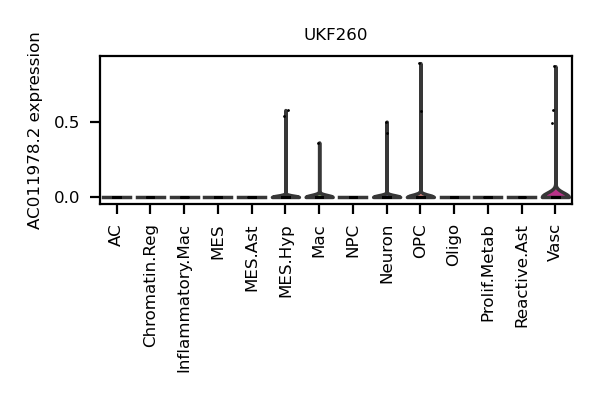 UKF260
AC011978.2 expression
0.5
0.0
AC
Chromatin.Reg
Inflammatory.Mac
MES
MES.Ast
MES.Hyp
Mac
NPC
Neuron
OPC
Oligo
Prolif.Metab
Reactive.Ast
Vasc